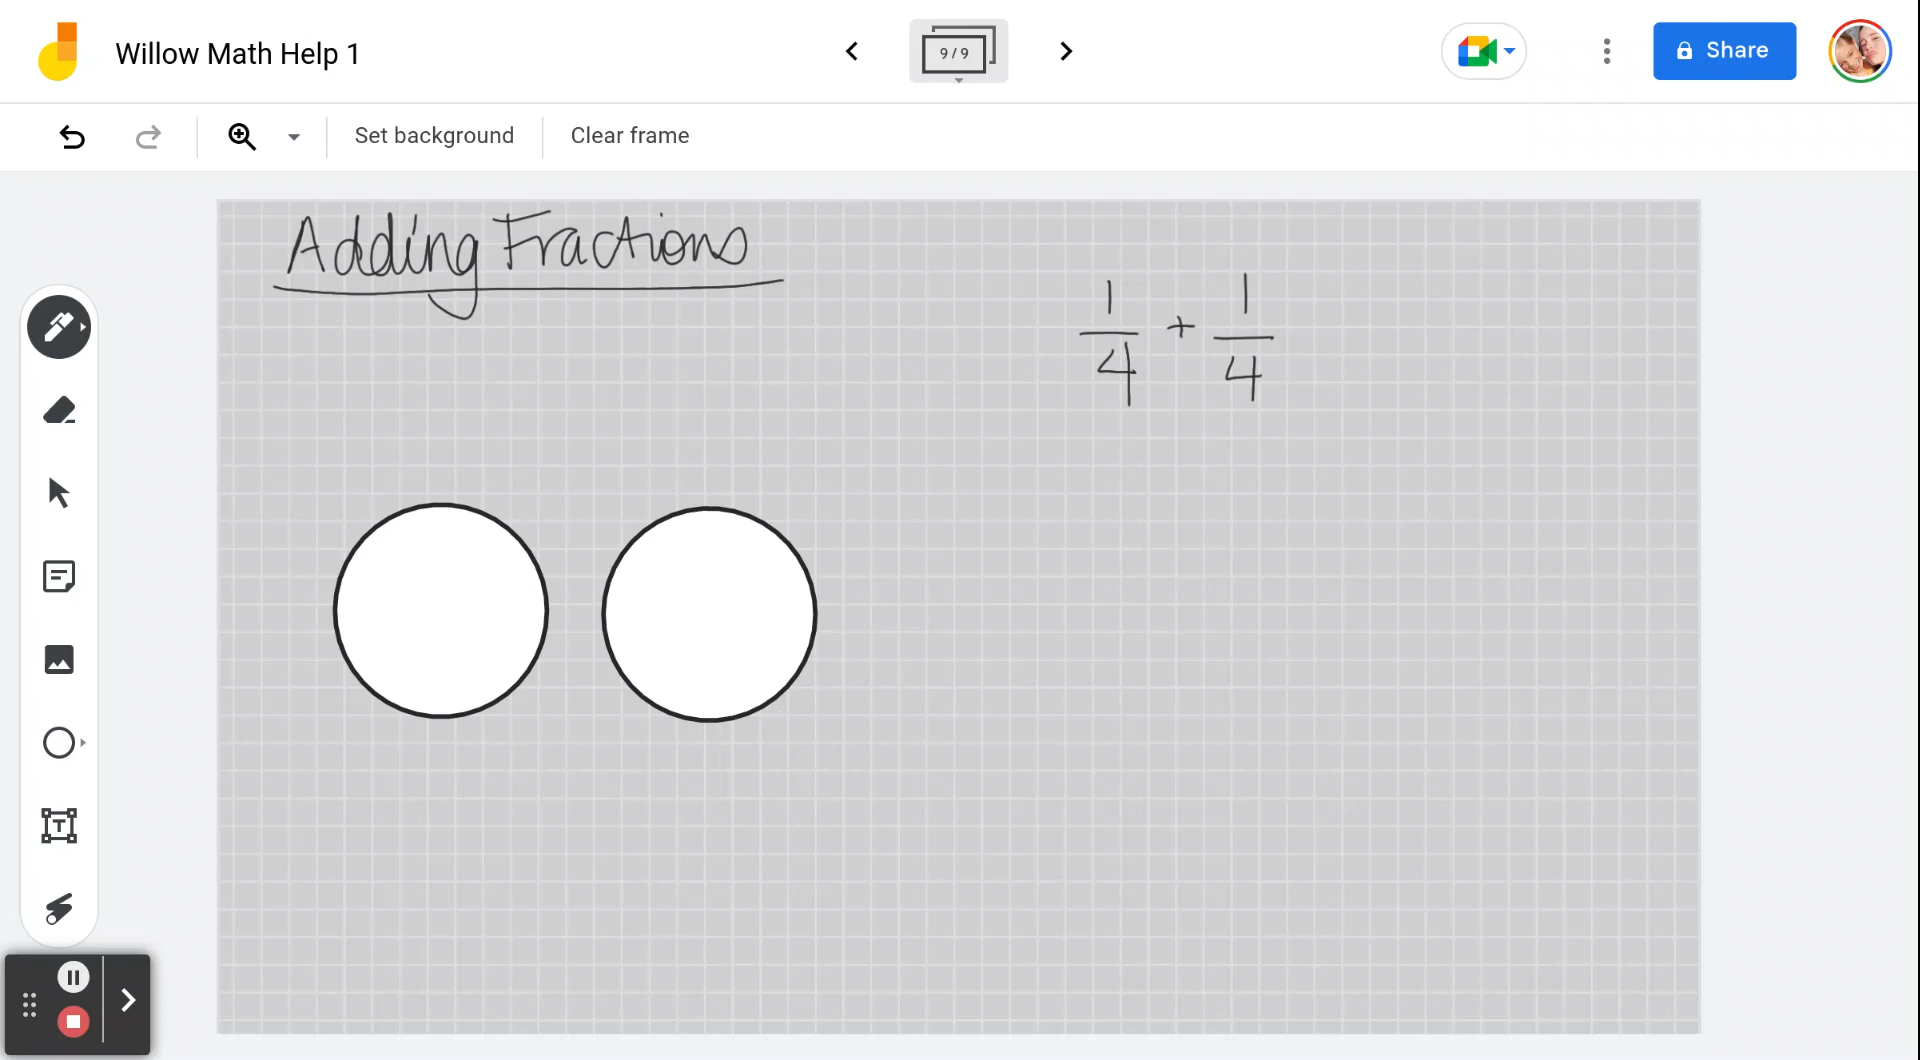 Willow Math Help 1
9/9
Share
Set background
Clear frame
Adding Fractions
1/4 + 1/4